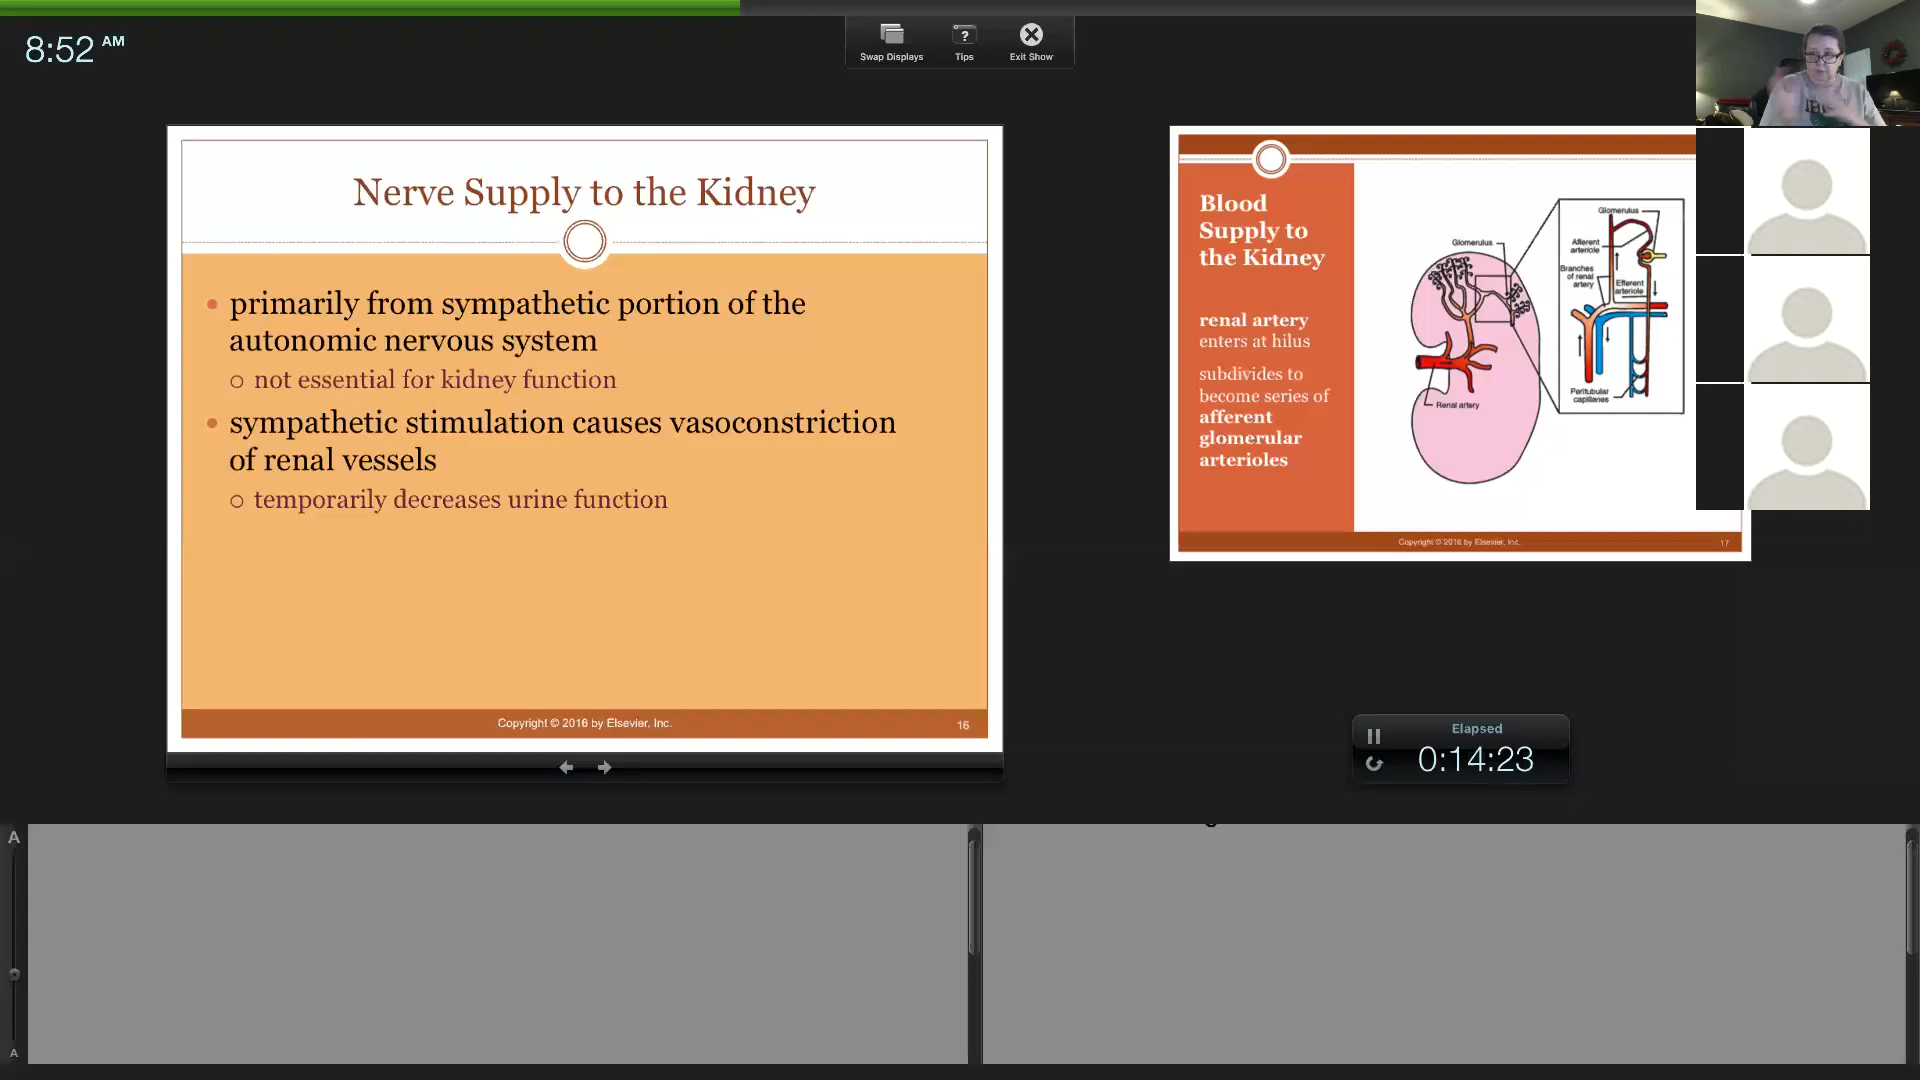 8:52 AM
Swap Displays
Tips
Exit Show
Nerve Supply to the Kidney
• primarily from sympathetic portion of the
autonomic nervous system
○ not essential for kidney function
• sympathetic stimulation causes vasoconstriction
of renal vessels
○ temporarily decreases urine function
Copyright © 2016 by Elsevier, Inc.
16
Blood
Supply to
the Kidney
renal artery
enters at hilus
subdivides to
become series of
afferent
glomerular
arterioles
Glomerulus
Renal artery
Glomerulus
Afferent
arteriole
Branches
of renal
artery
Efferent
arteriole
Peritubular
capillaries
Copyright © 2016 by Elsevier, Inc.
17
Elapsed
0:14:23
A
A